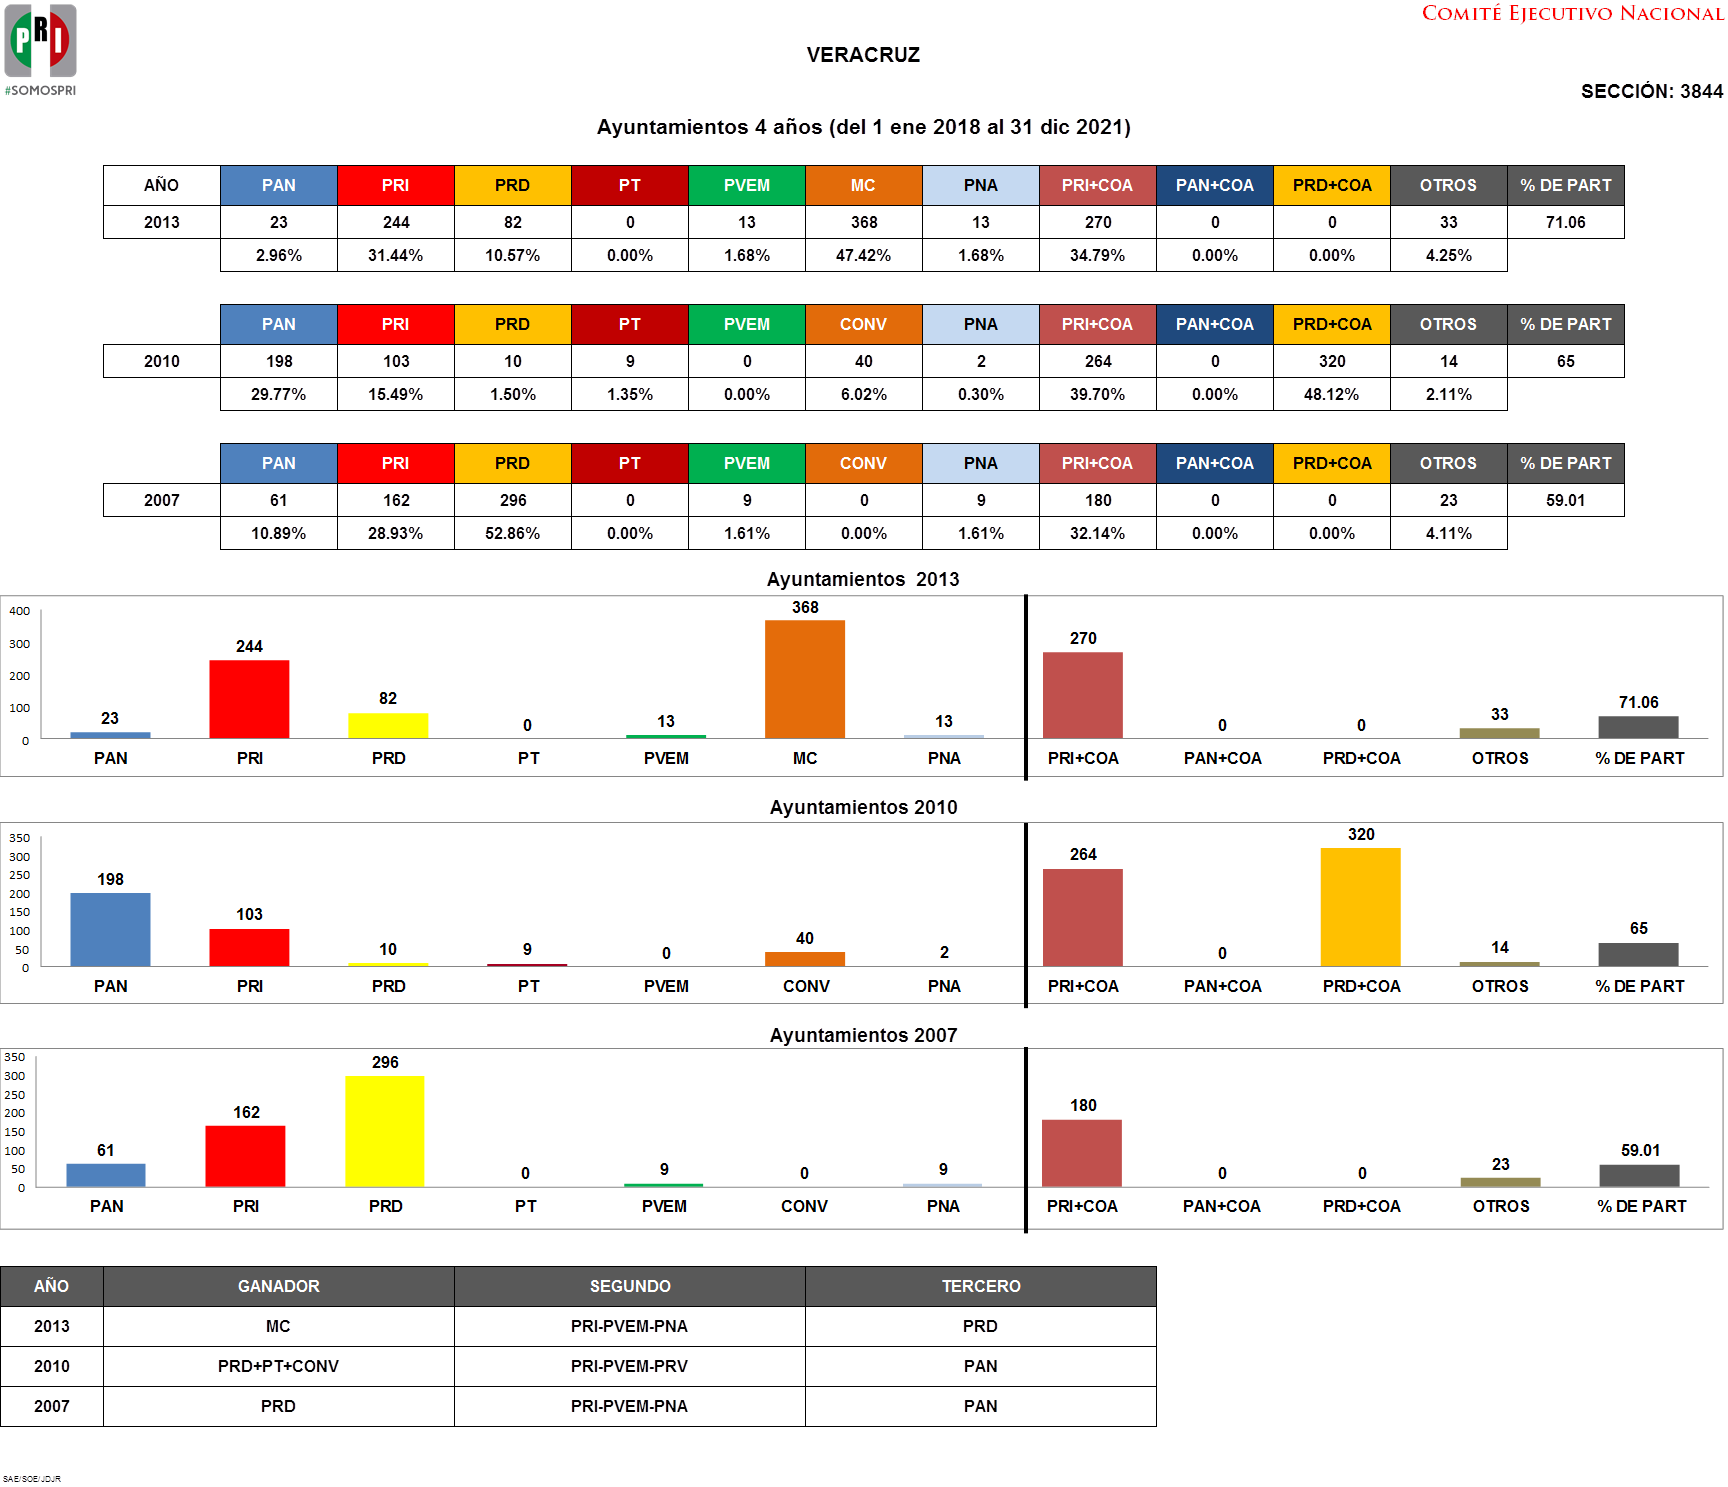 PRI
#SOMOSPRI
COMITÉ EJECUTIVO NACIONAL
VERACRUZ
SECCIÓN: 3844
Ayuntamientos 4 años (del 1 ene 2018 al 31 dic 2021)
AÑO PAN PRI PRD PT PVEM MC PNA PRI+COA PAN+COA PRD+COA OTROS % DE PART
2013 23 244 82 0 13 368 13 270 0 0 33 71.06
2.96% 31.44% 10.57% 0.00% 1.68% 47.42% 1.68% 34.79% 0.00% 0.00% 4.25%
PAN PRI PRD PT PVEM CONV PNA PRI+COA PAN+COA PRD+COA OTROS % DE PART
2010 198 103 10 9 0 40 2 264 0 320 14 65
29.77% 15.49% 1.50% 1.35% 0.00% 6.02% 0.30% 39.70% 0.00% 48.12% 2.11%
PAN PRI PRD PT PVEM CONV PNA PRI+COA PAN+COA PRD+COA OTROS % DE PART
2007 61 162 296 0 9 0 9 180 0 0 23 59.01
10.89% 28.93% 52.86% 0.00% 1.61% 0.00% 1.61% 32.14% 0.00% 0.00% 4.11%
Ayuntamientos 2013
400
300
200
100
0
23 244 82 0 13 368 13 270 0 0 33 71.06
PAN PRI PRD PT PVEM MC PNA PRI+COA PAN+COA PRD+COA OTROS % DE PART
Ayuntamientos 2010
350
300
250
200
150
100
50
0
198 103 10 9 0 40 2 264 0 320 14 65
PAN PRI PRD PT PVEM CONV PNA PRI+COA PAN+COA PRD+COA OTROS % DE PART
Ayuntamientos 2007
350
300
250
200
150
100
50
0
61 162 296 0 9 0 9 180 0 0 23 59.01
PAN PRI PRD PT PVEM CONV PNA PRI+COA PAN+COA PRD+COA OTROS % DE PART
AÑO GANADOR SEGUNDO TERCERO
2013 MC PRI-PVEM-PNA PRD
2010 PRD+PT+CONV PRI-PVEM-PRV PAN
2007 PRD PRI-PVEM-PNA PAN
SAE/SOE/JDJR